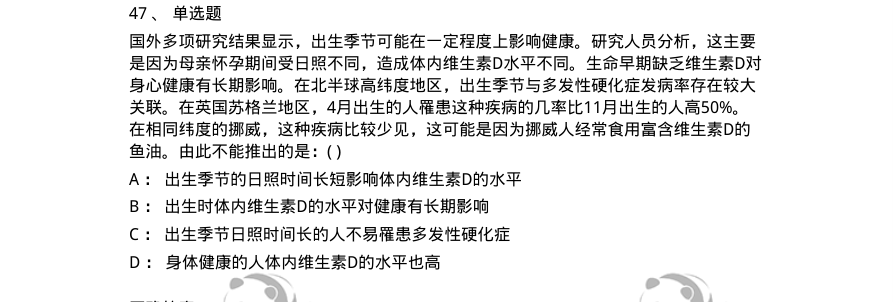 47 、 单选题
国外多项研究结果显示，出生季节可能在一定程度上影响健康。研究人员分析，这主要
是因为母亲怀孕期间受日照不同，造成体内维生素D水平不同。生命早期缺乏维生素D对
身心健康有长期影响。在北半球高纬度地区，出生季节与多发性硬化症发病率存在较大
关联。在英国苏格兰地区，4月出生的人罹患这种疾病的几率比11月出生的人高50%。
在相同纬度的挪威，这种疾病比较少见，这可能是因为挪威人经常食用富含维生素D的
鱼油。由此不能推出的是：( )
A ： 出生季节的日照时间长短影响体内维生素D的水平
B ： 出生时体内维生素D的水平对健康有长期影响
C ： 出生季节日照时间长的人不易罹患多发性硬化症
D ： 身体健康的人体内维生素D的水平也高